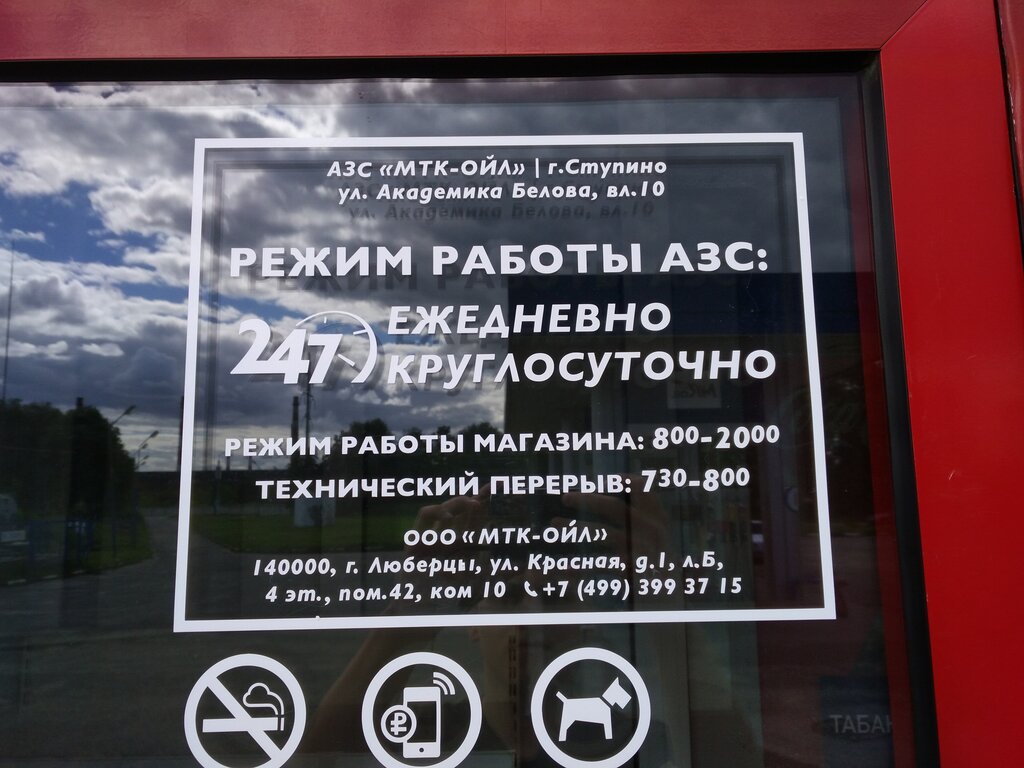 АЗС «МТК-ОЙЛ» | г.Ступино
ул. Академика Белова, вл.10
РЕЖИМ РАБОТЫ АЗС:
247 ЕЖЕДНЕВНО
КРУГЛОСУТОЧНО
РЕЖИМ РАБОТЫ МАГАЗИНА: 800-2000
ТЕХНИЧЕСКИЙ ПЕРЕРЫВ: 730-800
ООО «МТК-ОЙЛ»
140000, г. Люберцы, ул. Красная, д.1, л.Б,
4 эт., пом.42, ком 10 +7 (499) 399 37 15
₽